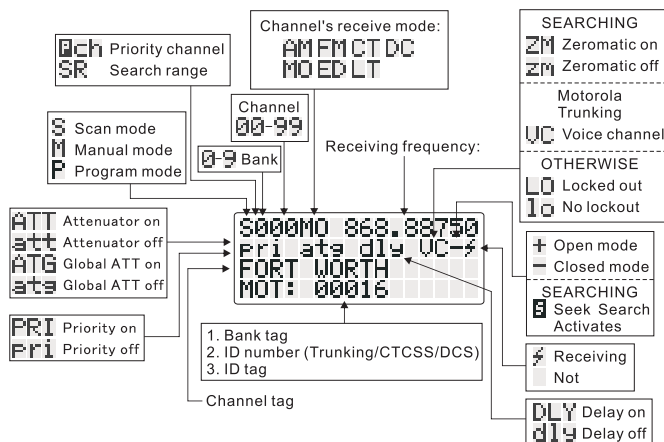 Pch Priority channel
SR Search range
Channel's receive mode:
AM FM CT DC
MO ED LT
SEARCHING
ZM Zeromatic on
zm Zeromatic off
Motorola
Trunking
VC Voice channel
OTHERWISE
LO Locked out
lo No lockout
S Scan mode
M Manual mode
P Program mode
Channel
00-99
0-9 Bank
Receiving frequency:
ATT Attenuator on
att Attenuator off
ATG Global ATT on
atg Global ATT off
S000MO 868.88750
pri atg dly VC-⚡
FORT WORTH
MOT: 00016
+ Open mode
- Closed mode
SEARCHING
S Seek Search
Activates
PRI Priority on
pri Priority off
1. Bank tag
2. ID number (Trunking/CTCSS/DCS)
3. ID tag
Channel tag
⚡ Receiving
Not
DLY Delay on
dly Delay off